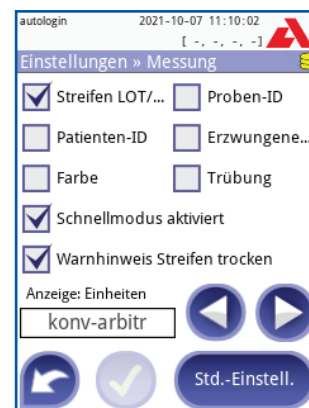 autologin 2021-10-07 11:10:02
[ -, -, -, -]
Einstellungen » Messung
Streifen LOT/... Proben-ID
Patienten-ID Erzwungene...
Farbe Trübung
Schnellmodus aktiviert
Warnhinweis Streifen trocken
Anzeige: Einheiten
konv-arbitr
Std.-Einstell.